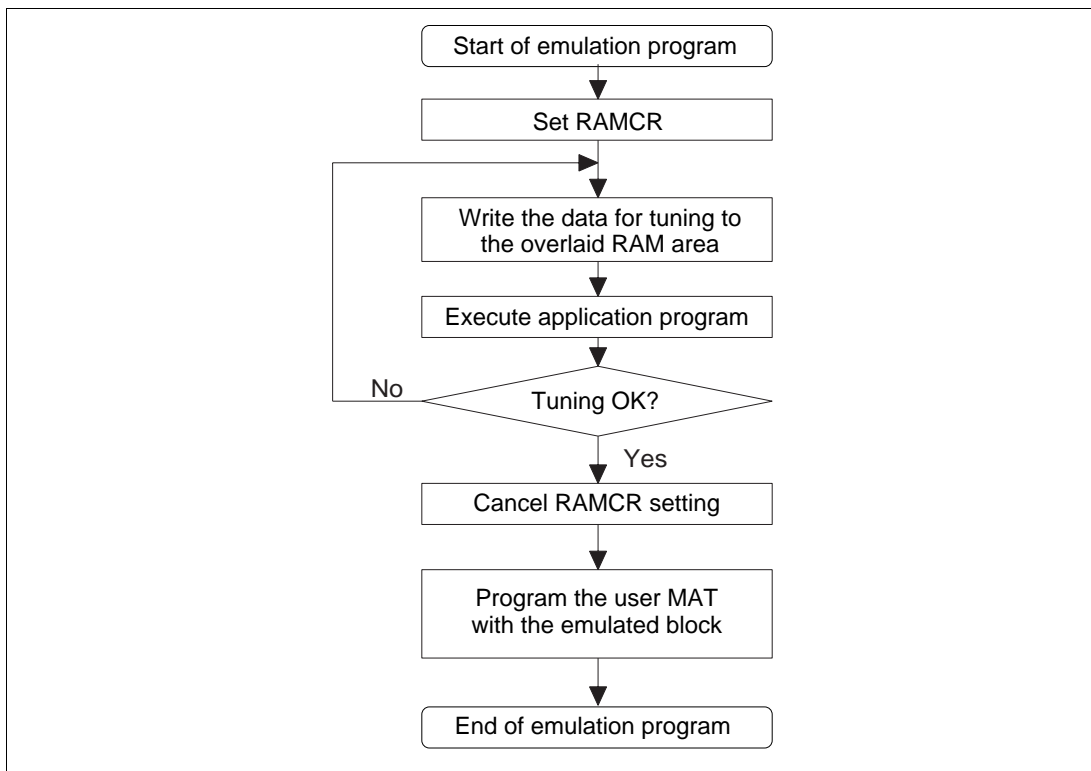 Start of emulation program
Set RAMCR
Write the data for tuning to
the overlaid RAM area
Execute application program
No
Tuning OK?
Yes
Cancel RAMCR setting
Program the user MAT
with the emulated block
End of emulation program